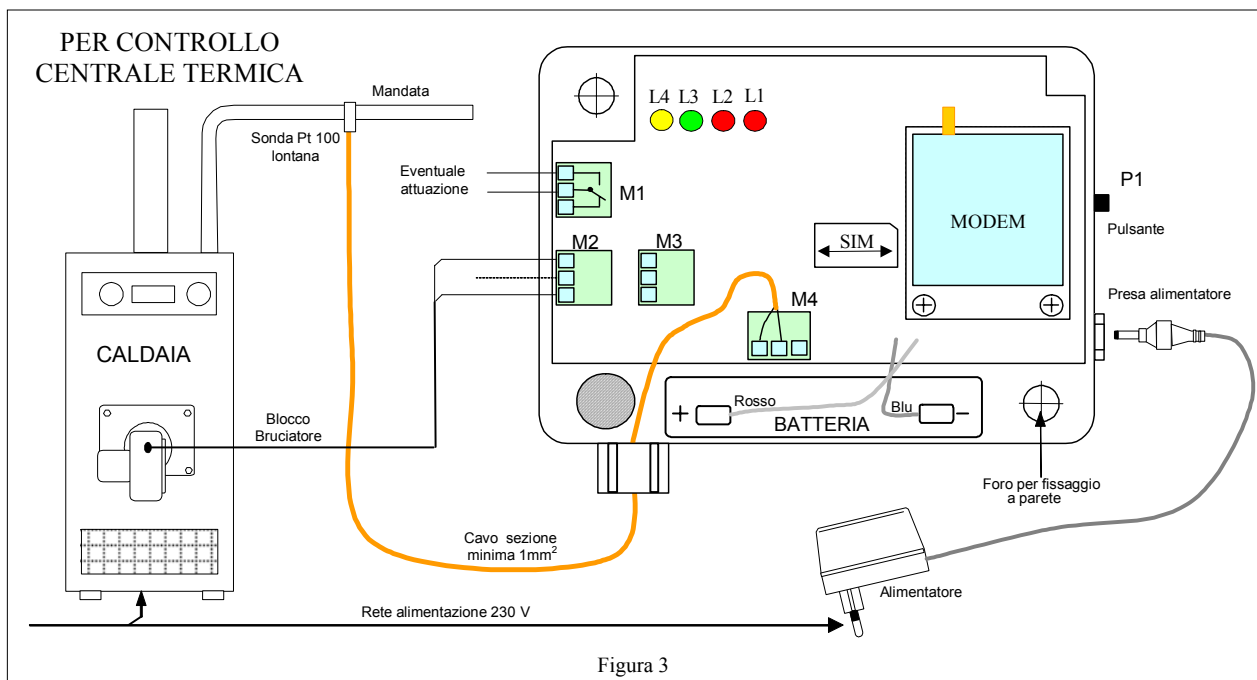 PER CONTROLLO
CENTRALE TERMICA
Mandata
Sonda Pt 100
lontana
Eventuale
attuazione
L4 L3 L2 L1
M1
M2
M3
M4
SIM
MODEM
P1
Pulsante
Presa alimentatore
CALDAIA
Blocco
Bruciatore
+
Rosso
BATTERIA
Blu
-
Foro per fissaggio
a parete
Cavo sezione
minima 1mm²
Alimentatore
Rete alimentazione 230 V
Figura 3